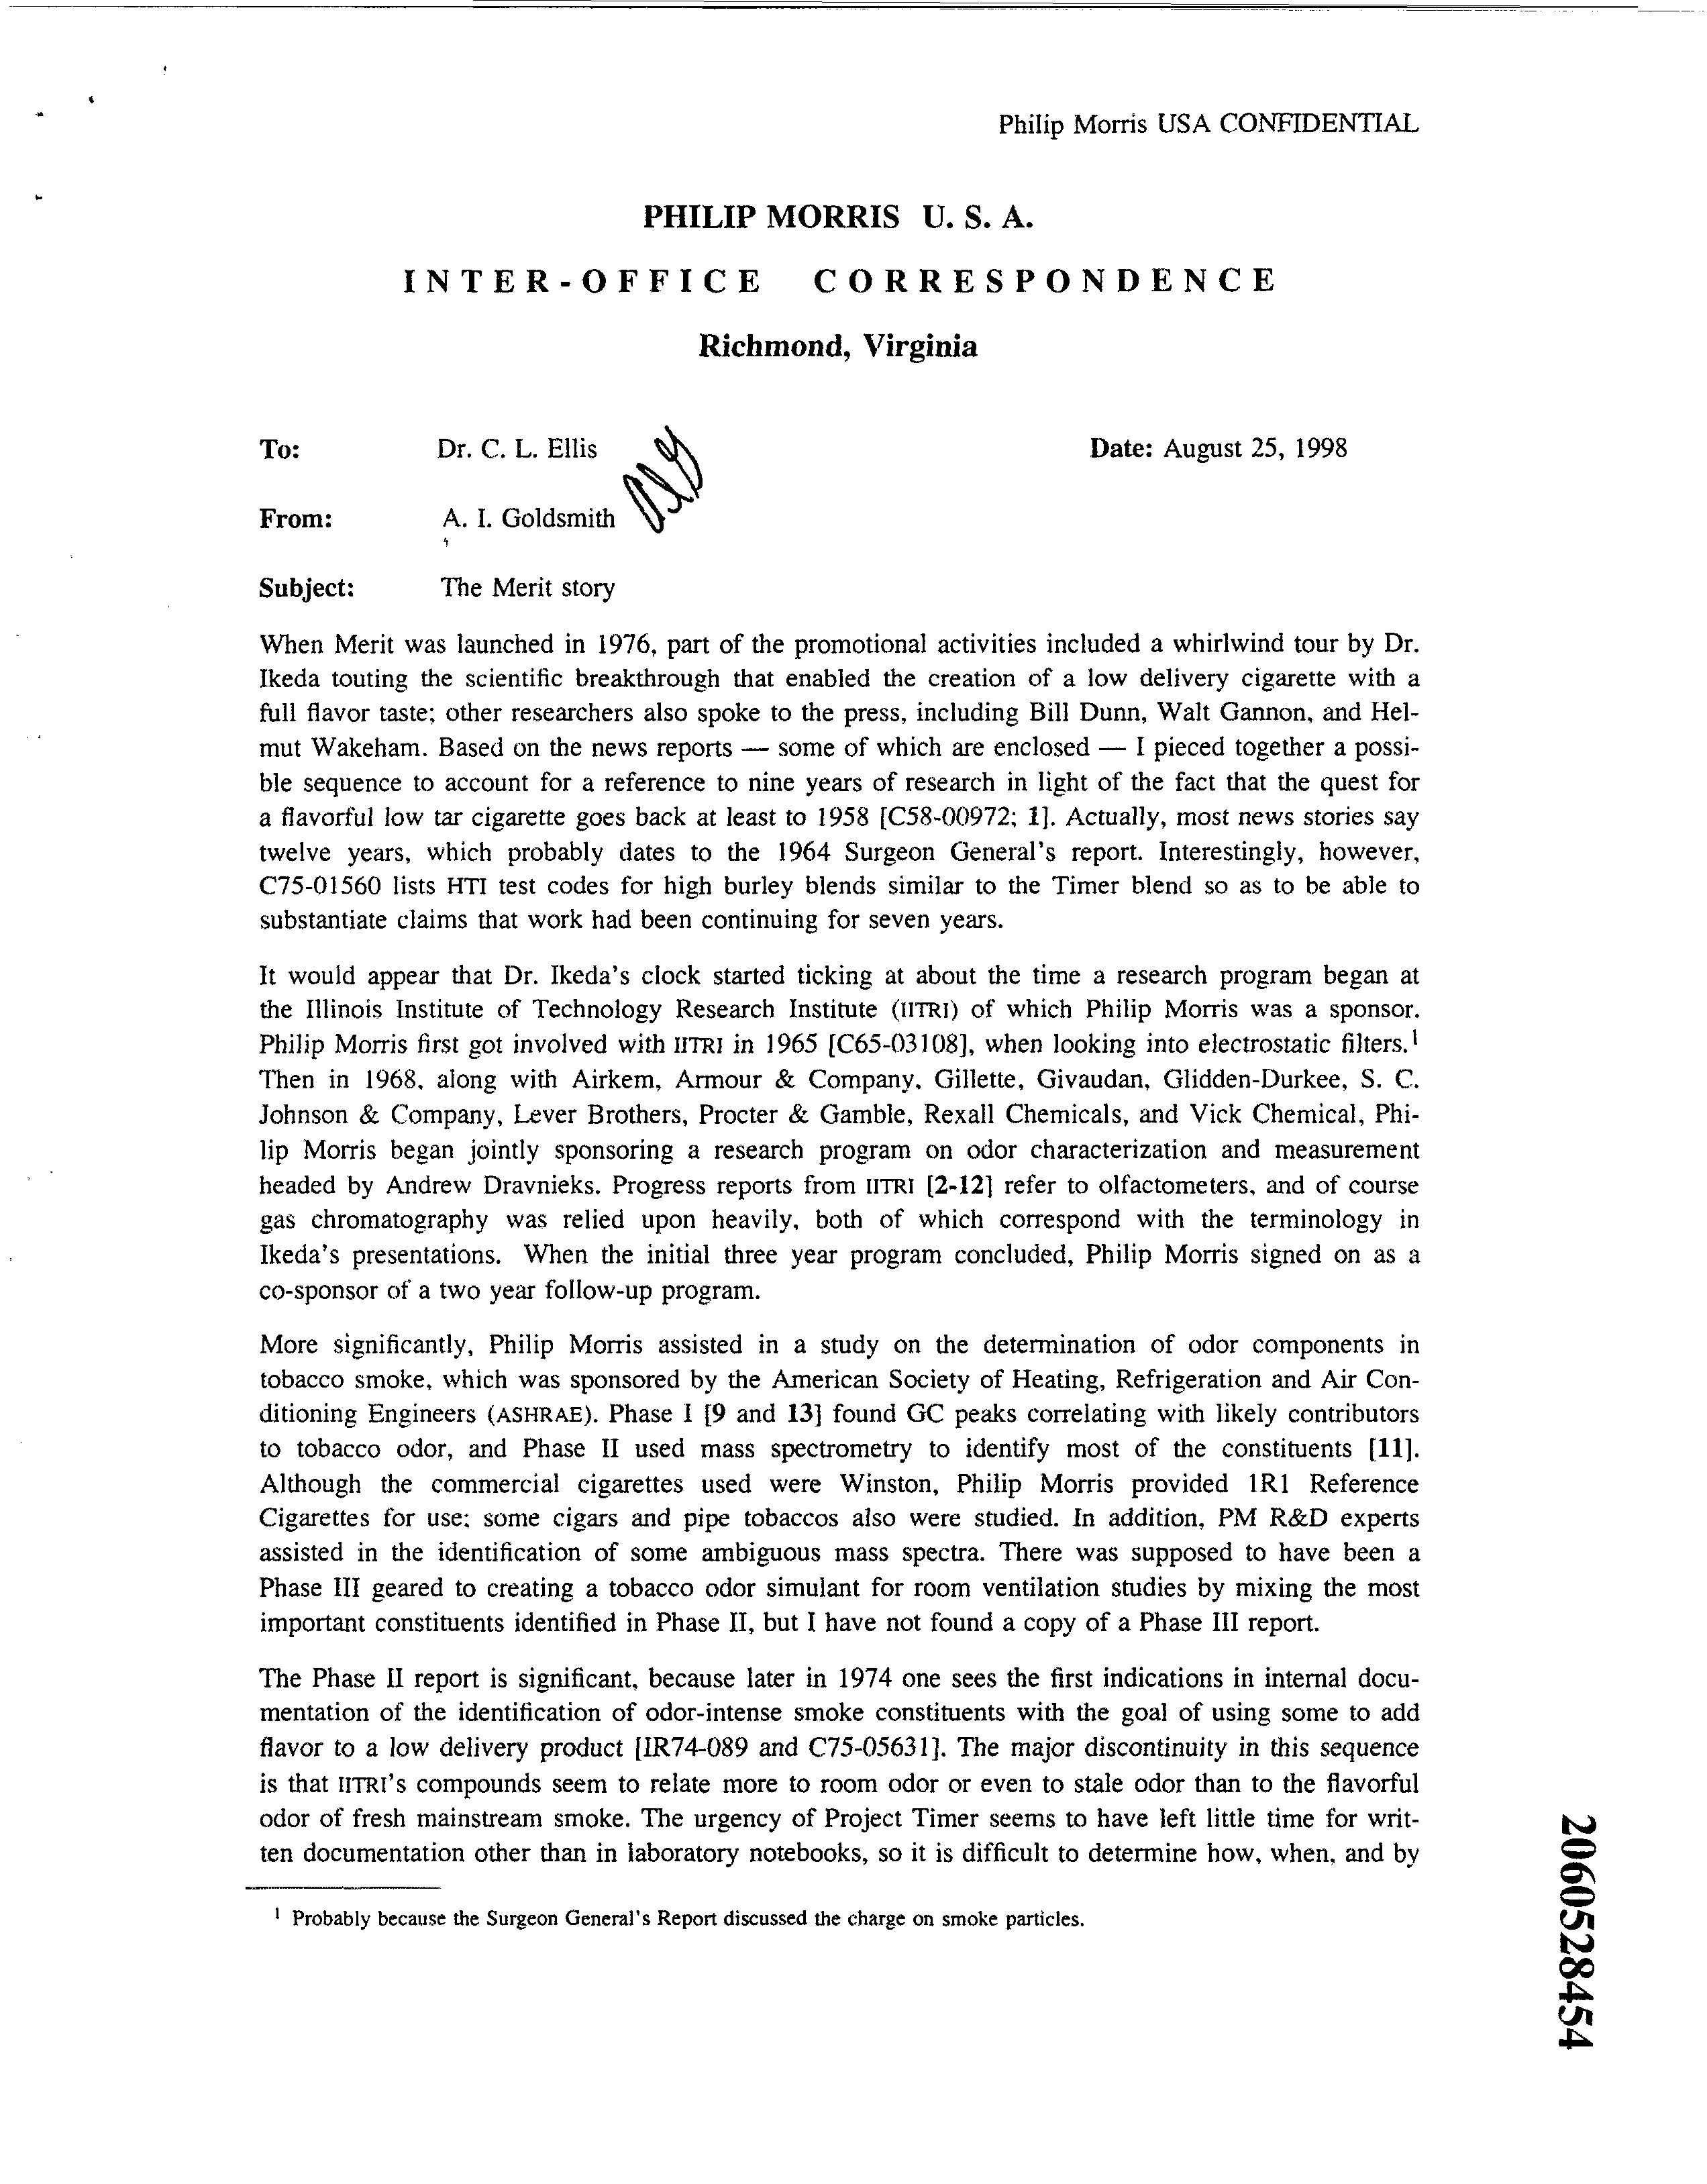 Philip Morris USA CONFIDENTIAL
PHILIP MORRIS U. S. A.
INTER-OFFICE CORRESPONDENCE
Richmond, Virginia
To: Dr. C. L. Ellis Date: August 25, 1998
From: A. I. Goldsmith
Subject: The Merit story
When Merit was launched in 1976, part of the promotional activities included a whirlwind tour by Dr.
Ikeda touting the scientific breakthrough that enabled the creation of a low delivery cigarette with a
full flavor taste; other researchers also spoke to the press, including Bill Dunn, Walt Gannon, and Hel-
mut Wakeham. Based on the news reports — some of which are enclosed — I pieced together a possi-
ble sequence to account for a reference to nine years of research in light of the fact that the quest for
a flavorful low tar cigarette goes back at least to 1958 [C58-00972; 1]. Actually, most news stories say
twelve years, which probably dates to the 1964 Surgeon General's report. Interestingly, however,
C75-01560 lists HTI test codes for high burley blends similar to the Timer blend so as to be able to
substantiate claims that work had been continuing for seven years.
It would appear that Dr. Ikeda's clock started ticking at about the time a research program began at
the Illinois Institute of Technology Research Institute (IITRI) of which Philip Morris was a sponsor.
Philip Morris first got involved with IITRI in 1965 [C65-03108], when looking into electrostatic filters.1
Then in 1968, along with Airkem, Armour & Company, Gillette, Givaudan, Glidden-Durkee, S. C.
Johnson & Company, Lever Brothers, Procter & Gamble, Rexall Chemicals, and Vick Chemical, Phi-
lip Morris began jointly sponsoring a research program on odor characterization and measurement
headed by Andrew Dravnieks. Progress reports from IITRI [2-12] refer to olfactometers, and of course
gas chromatography was relied upon heavily, both of which correspond with the terminology in
Ikeda's presentations. When the initial three year program concluded, Philip Morris signed on as a
co-sponsor of a two year follow-up program.
More significantly, Philip Morris assisted in a study on the determination of odor components in
tobacco smoke, which was sponsored by the American Society of Heating, Refrigeration and Air Con-
ditioning Engineers (ASHRAE). Phase I [9 and 13] found GC peaks correlating with likely contributors
to tobacco odor, and Phase II used mass spectrometry to identify most of the constituents [11].
Although the commercial cigarettes used were Winston, Philip Morris provided 1R1 Reference
Cigarettes for use; some cigars and pipe tobaccos also were studied. In addition, PM R&D experts
assisted in the identification of some ambiguous mass spectra. There was supposed to have been a
Phase III geared to creating a tobacco odor simulant for room ventilation studies by mixing the most
important constituents identified in Phase II, but I have not found a copy of a Phase III report.
The Phase II report is significant, because later in 1974 one sees the first indications in internal docu-
mentation of the identification of odor-intense smoke constituents with the goal of using some to add
flavor to a low delivery product [IR74-089 and C75-05631]. The major discontinuity in this sequence
is that IITRI's compounds seem to relate more to room odor or even to stale odor than to the flavorful
odor of fresh mainstream smoke. The urgency of Project Timer seems to have left little time for writ-
ten documentation other than in laboratory notebooks, so it is difficult to determine how, when, and by
1 Probably because the Surgeon General's Report discussed the charge on smoke particles.
2060528454